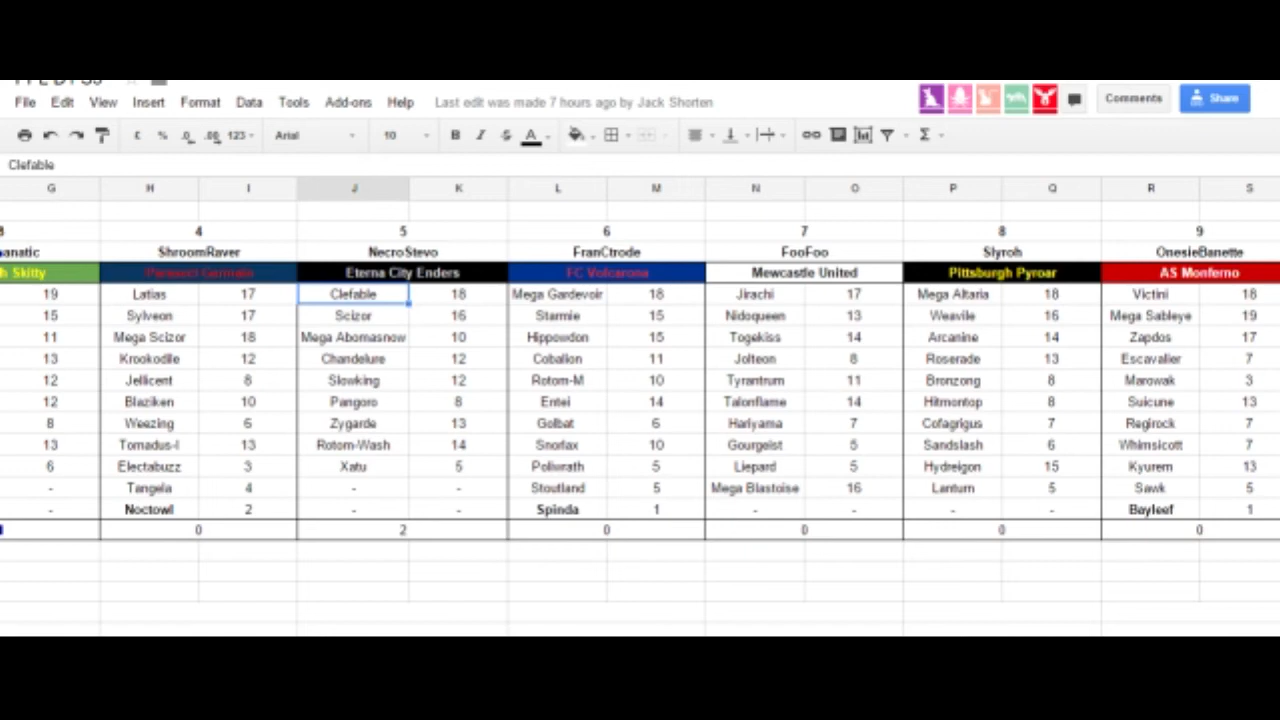 File Edit View Insert Format Data Tools Add-ons Help Last edit was made 7 hours ago by Jack Shorten Comments Share
£ % .0 .00 123 Arial 10 B I S A Σ
Clefable
G H I J K L M N O P Q R S
4 5 6 7 8 9
anatic ShroomRaver NecroStevo FranCtrode FooFoo Slyroh OnesieBanette
h Skitty Eterna City Enders FC Volcarona Mewcastle United Pittsburgh Pyroar AS Monferno
19 Latias 17 Clefable 18 Mega Gardevoir 18 Jirachi 17 Mega Altaria 18 Victini 18
15 Sylveon 17 Scizor 16 Starmie 15 Nidoqueen 13 Weavile 16 Mega Sableye 19
11 Mega Scizor 18 Mega Abomasnow 10 Hippowdon 15 Togekiss 14 Arcanine 14 Zapdos 17
13 Krookodile 12 Chandelure 12 Cobalion 11 Jolteon 8 Roserade 13 Escavalier 7
12 Jellicent 8 Slowking 12 Rotom-M 10 Tyrantrum 11 Bronzong 8 Marowak 3
12 Blaziken 10 Pangoro 8 Entei 14 Talonflame 14 Hitmontop 8 Suicune 13
8 Weezing 6 Zygarde 13 Golbat 6 Hariyama 7 Cofagrigus 7 Regirock 7
13 Tornadus-I 13 Rotom-Wash 14 Snorlax 10 Gourgeist 5 Sandslash 6 Whimsicott 7
6 Electabuzz 3 Xatu 5 Poliwrath 5 Liepard 5 Hydreigon 15 Kyurem 13
- Tangela 4 - - Stoutland 5 Mega Blastoise 16 Lanturn 5 Sawk 5
- Noctowl 2 - - Spinda 1 - - - - Bayleef 1
0 2 0 0 0 0